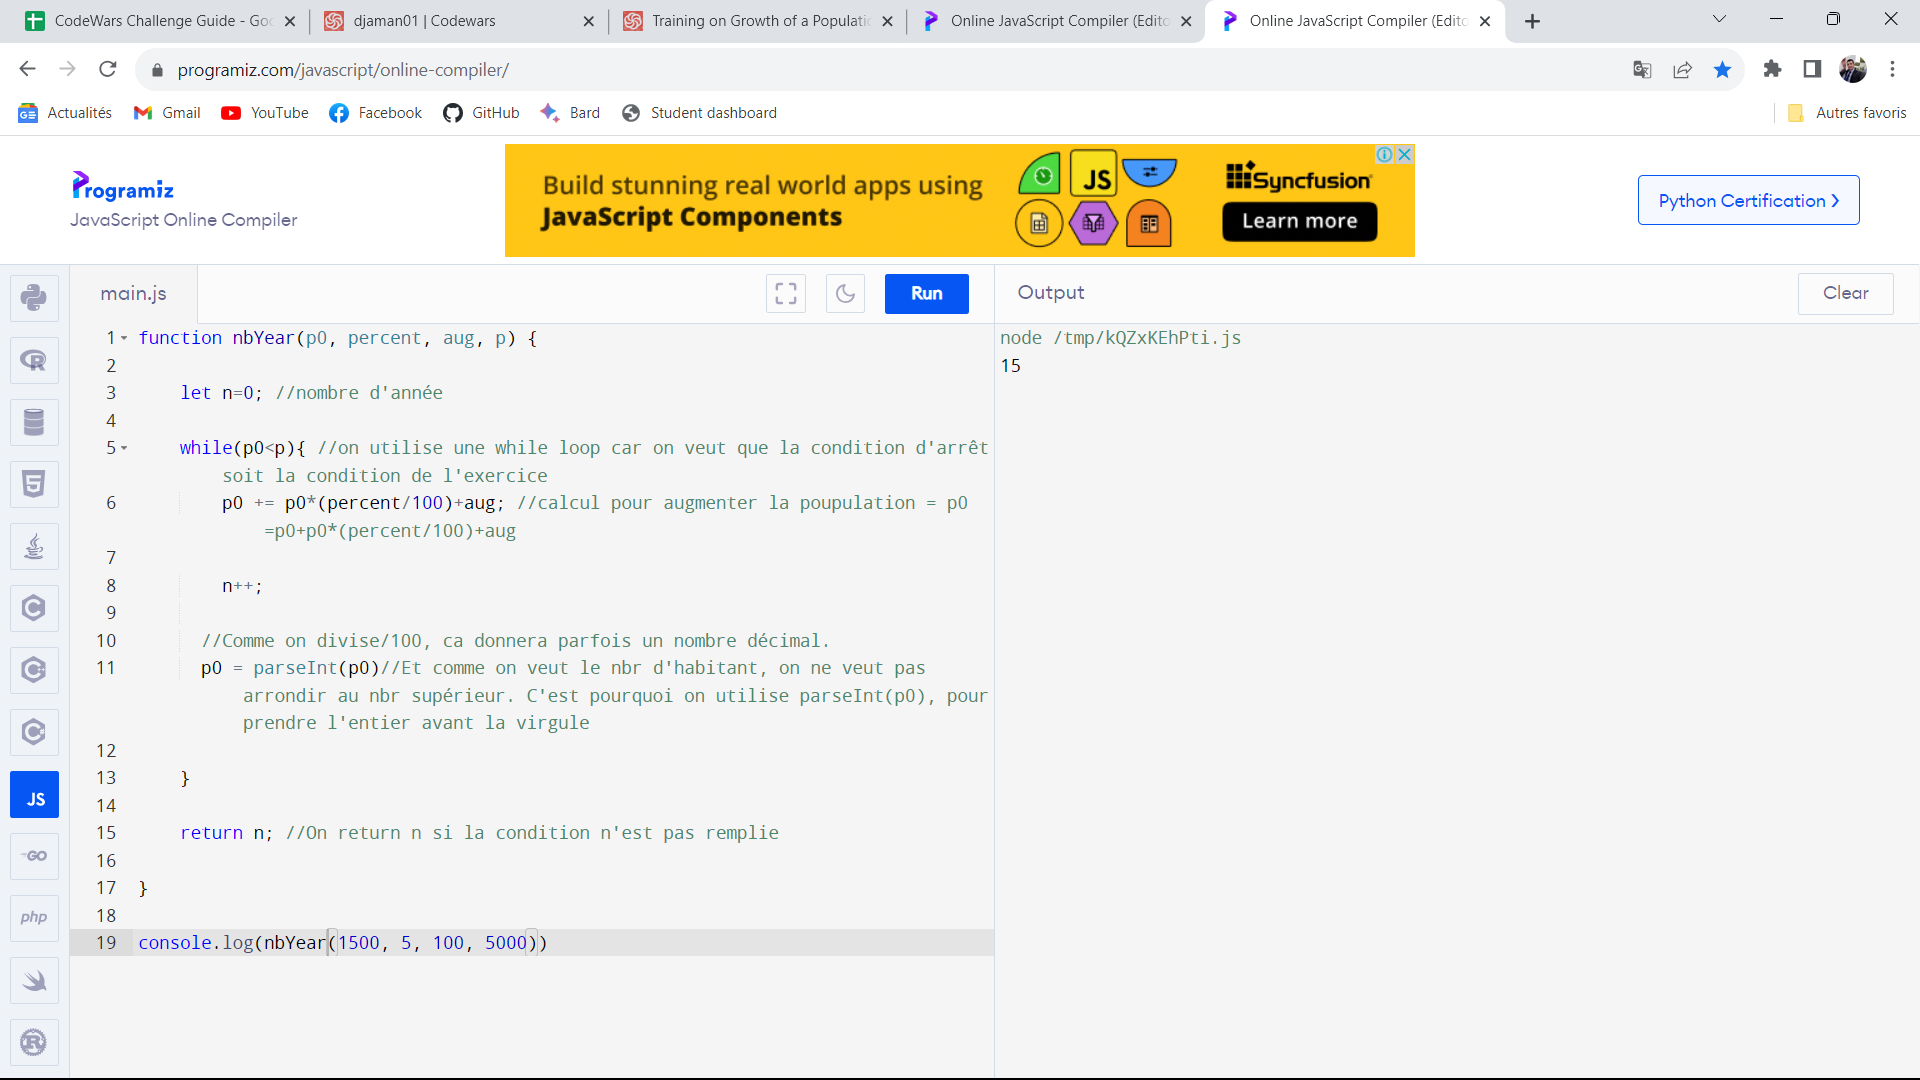 CodeWars Challenge Guide - Goo
djaman01 | Codewars
Training on Growth of a Populatio
Online JavaScript Compiler (Edito
Online JavaScript Compiler (Edito
programiz.com/javascript/online-compiler/
Actualités
Gmail
YouTube
Facebook
GitHub
Bard
Student dashboard
Autres favoris
Programiz
JavaScript Online Compiler
Build stunning real world apps using
JavaScript Components
JS
Syncfusion
Learn more
Python Certification
main.js
Run
Output
Clear
1 function nbYear(p0, percent, aug, p) {
2
3 let n=0; //nombre d'année
4
5 while(p0<p){ //on utilise une while loop car on veut que la condition d'arrêt
soit la condition de l'exercice
6 p0 += p0*(percent/100)+aug; //calcul pour augmenter la poupulation = p0
=p0+p0*(percent/100)+aug
7
8 n++;
9
10 //Comme on divise/100, ca donnera parfois un nombre décimal.
11 p0 = parseInt(p0)//Et comme on veut le nbr d'habitant, on ne veut pas
arrondir au nbr supérieur. C'est pourquoi on utilise parseInt(p0), pour
prendre l'entier avant la virgule
12
13 }
14
15 return n; //On return n si la condition n'est pas remplie
16
17 }
18
19 console.log(nbYear(1500, 5, 100, 5000))
node /tmp/kQZxKEhPti.js
15
R
5
C
C
C
JS
GO
php
R